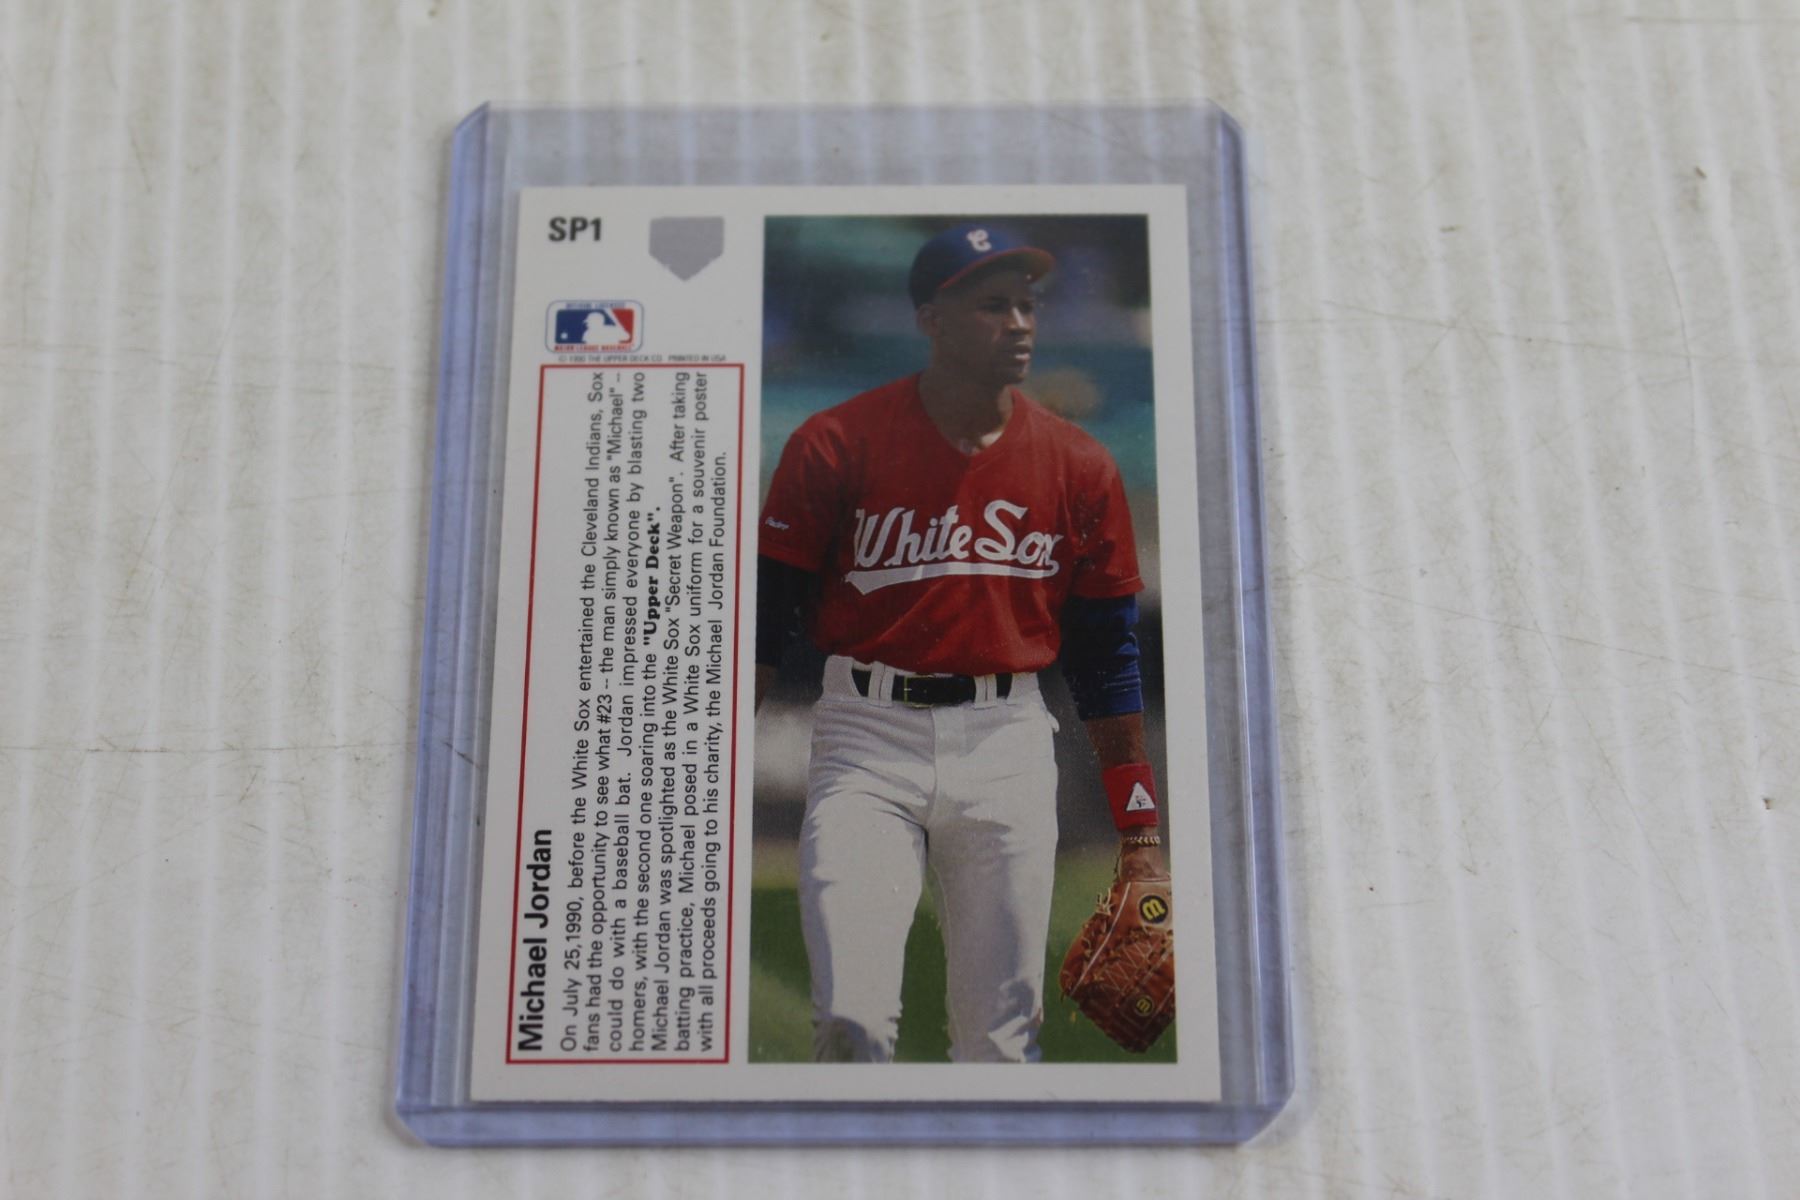 SP1
MAJOR LEAGUE BASEBALL
© 1990 THE UPPER DECK CO. PRINTED IN USA
Michael Jordan
On July 25,1990, before the White Sox entertained the Cleveland Indians, Sox
fans had the opportunity to see what #23 -- the man simply known as "Michael" --
could do with a baseball bat. Jordan impressed everyone by blasting two
homers, with the second one soaring into the "Upper Deck".
Michael Jordan was spotlighted as the White Sox "Secret Weapon". After taking
batting practice, Michael posed in a White Sox uniform for a souvenir poster
with all proceeds going to his charity, the Michael Jordan Foundation.
C
White Sox